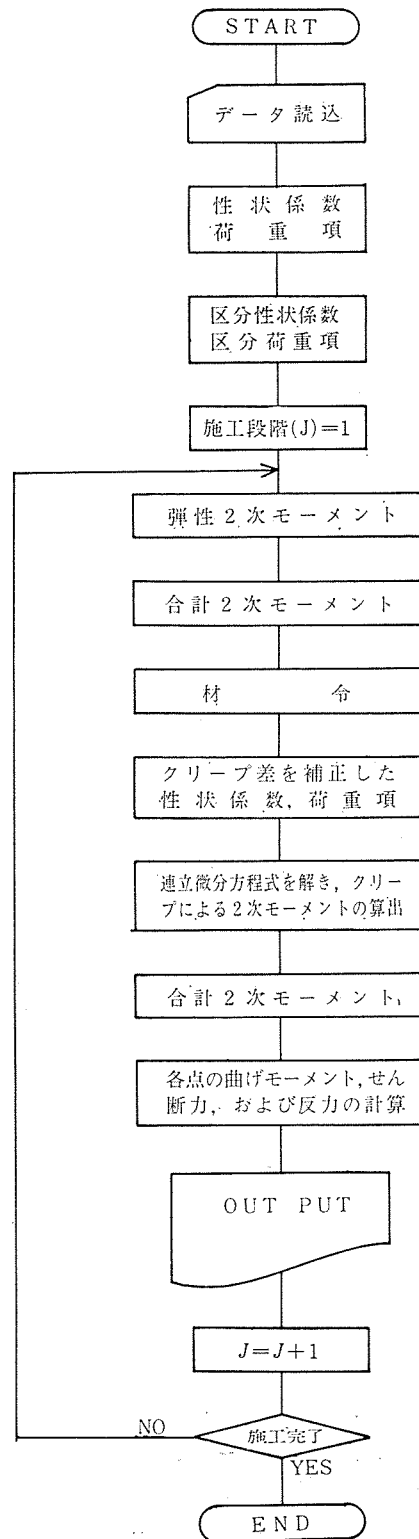 START
データ読込
性状係数
荷重項
区分性状係数
区分荷重項
施工段階(J)=1
弾性2次モーメント
合計2次モーメント
材令
クリープ差を補正した
性状係数,荷重項
連立微分方程式を解き,クリー
プによる2次モーメントの算出
合計2次モーメント
各点の曲げモーメント,せん
断力,および反力の計算
OUT PUT
J=J+1
施工完了
NO
YES
END